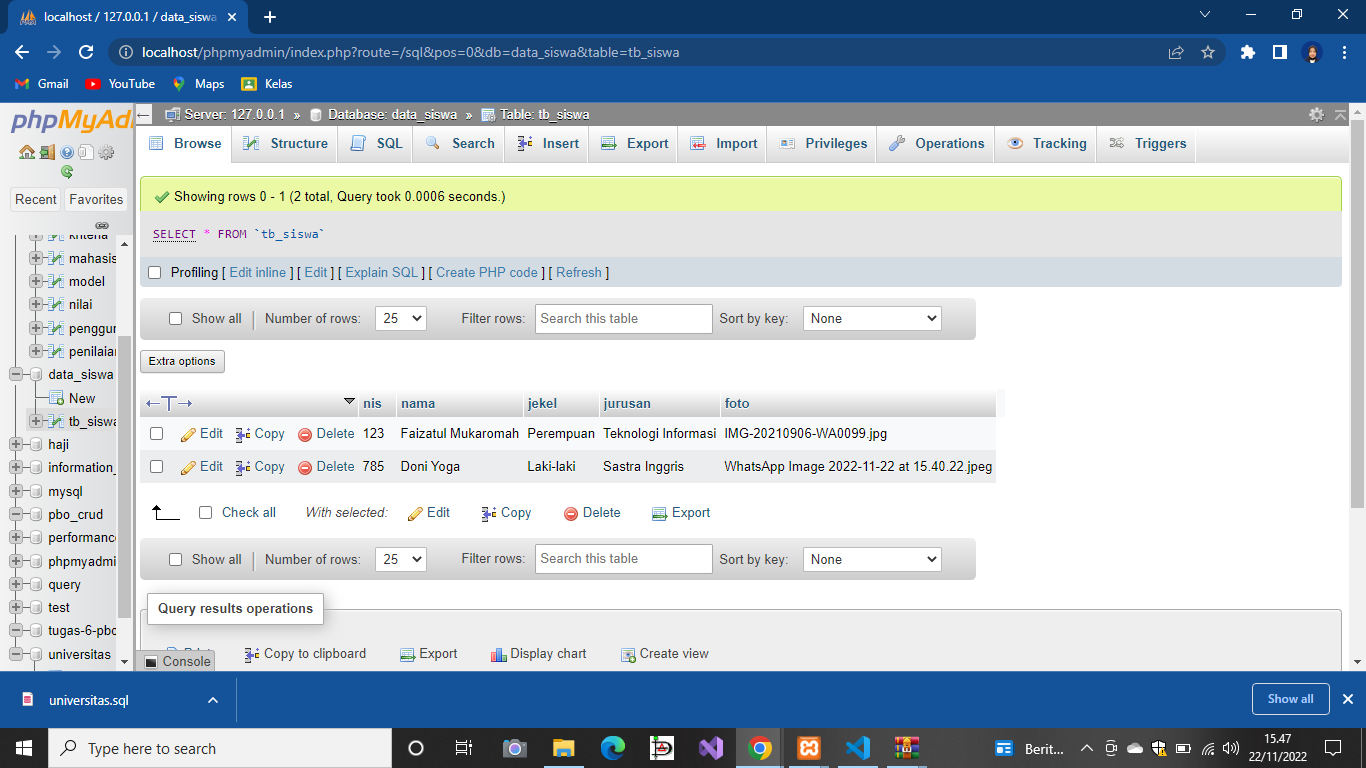 localhost / 127.0.0.1 / data_siswa
localhost/phpmyadmin/index.php?route=/sql&pos=0&db=data_siswa&table=tb_siswa
Gmail YouTube Maps Kelas
phpMyAd
Recent Favorites
kriteria
mahasis
model
nilai
penggur
penilaiar
data_siswa
New
tb_siswa
haji
information_
mysql
pbo_crud
performance
phpmyadmi
query
test
tugas-6-pbo
universitas
Server: 127.0.0.1 » Database: data_siswa » Table: tb_siswa
Browse Structure SQL Search Insert Export Import Privileges Operations Tracking Triggers
Showing rows 0 - 1 (2 total, Query took 0.0006 seconds.)
SELECT * FROM `tb_siswa`
Profiling [ Edit inline ] [ Edit ] [ Explain SQL ] [ Create PHP code ] [ Refresh ]
Show all | Number of rows: 25 Filter rows: Search this table Sort by key: None
Extra options
←T→ nis nama jekel jurusan foto
Edit Copy Delete 123 Faizatul Mukaromah Perempuan Teknologi Informasi IMG-20210906-WA0099.jpg
Edit Copy Delete 785 Doni Yoga Laki-laki Sastra Inggris WhatsApp Image 2022-11-22 at 15.40.22.jpeg
Check all With selected: Edit Copy Delete Export
Show all | Number of rows: 25 Filter rows: Search this table Sort by key: None
Query results operations
Print Copy to clipboard Export Display chart Create view
Console
universitas.sql Show all
Type here to search
Berit...
15.47
22/11/2022